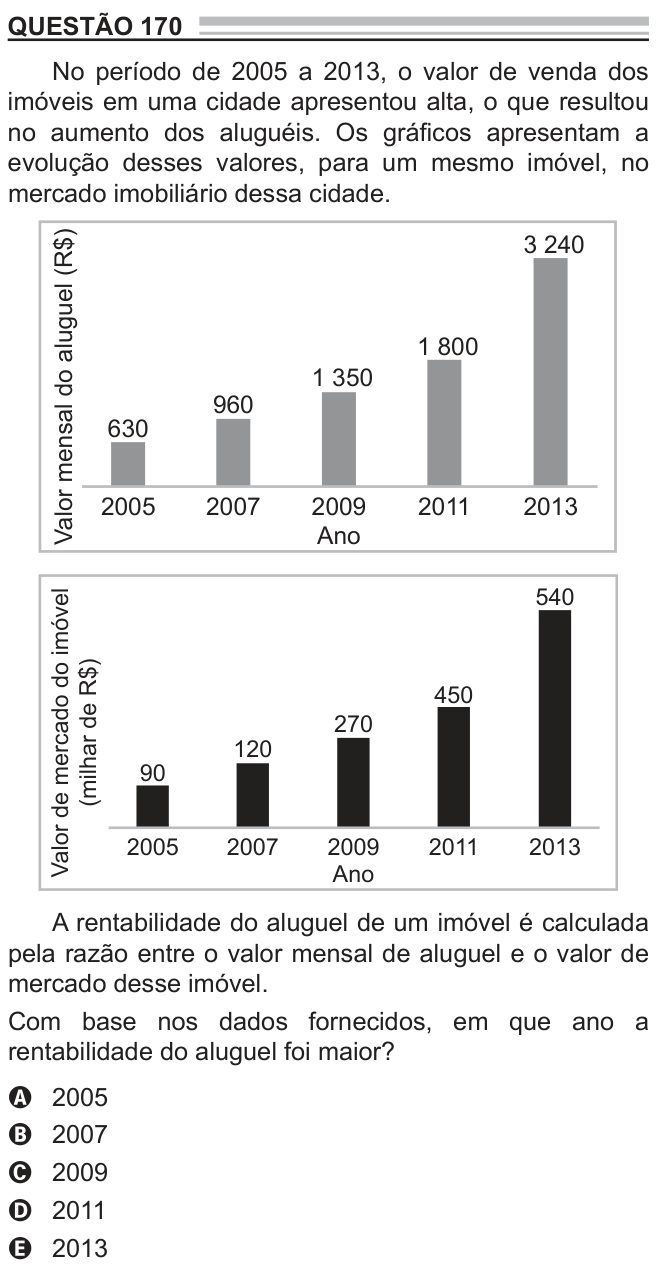 QUESTÃO 170
No período de 2005 a 2013, o valor de venda dos
imóveis em uma cidade apresentou alta, o que resultou
no aumento dos aluguéis. Os gráficos apresentam a
evolução desses valores, para um mesmo imóvel, no
mercado imobiliário dessa cidade.
Valor mensal do aluguel (R$)
630
960
1 350
1 800
3 240
2005
2007
2009
2011
2013
Ano
Valor de mercado do imóvel
(milhar de R$)
90
120
270
450
540
2005
2007
2009
2011
2013
Ano
A rentabilidade do aluguel de um imóvel é calculada
pela razão entre o valor mensal de aluguel e o valor de
mercado desse imóvel.
Com base nos dados fornecidos, em que ano a
rentabilidade do aluguel foi maior?
A 2005
B 2007
C 2009
D 2011
E 2013